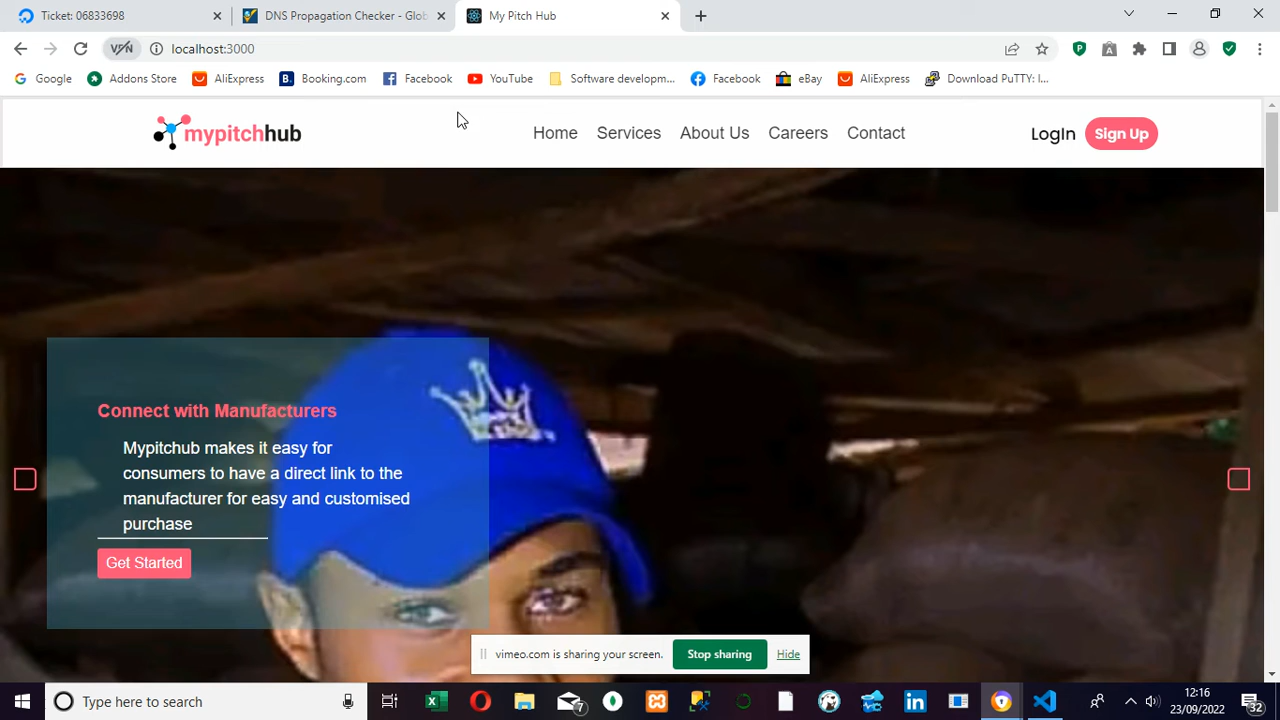 Ticket: 06833698
DNS Propagation Checker - Glob
My Pitch Hub
VPN
localhost:3000
Google
Addons Store
AliExpress
Booking.com
Facebook
YouTube
Software developm...
Facebook
eBay
AliExpress
Download PuTTY: l...
mypitchhub
Home
Services
About Us
Careers
Contact
LogIn
Sign Up
Connect with Manufacturers
Mypitchub makes it easy for
consumers to have a direct link to the
manufacturer for easy and customised
purchase
Get Started
vimeo.com is sharing your screen.
Stop sharing
Hide
Type here to search
7
12:16
23/09/2022
32